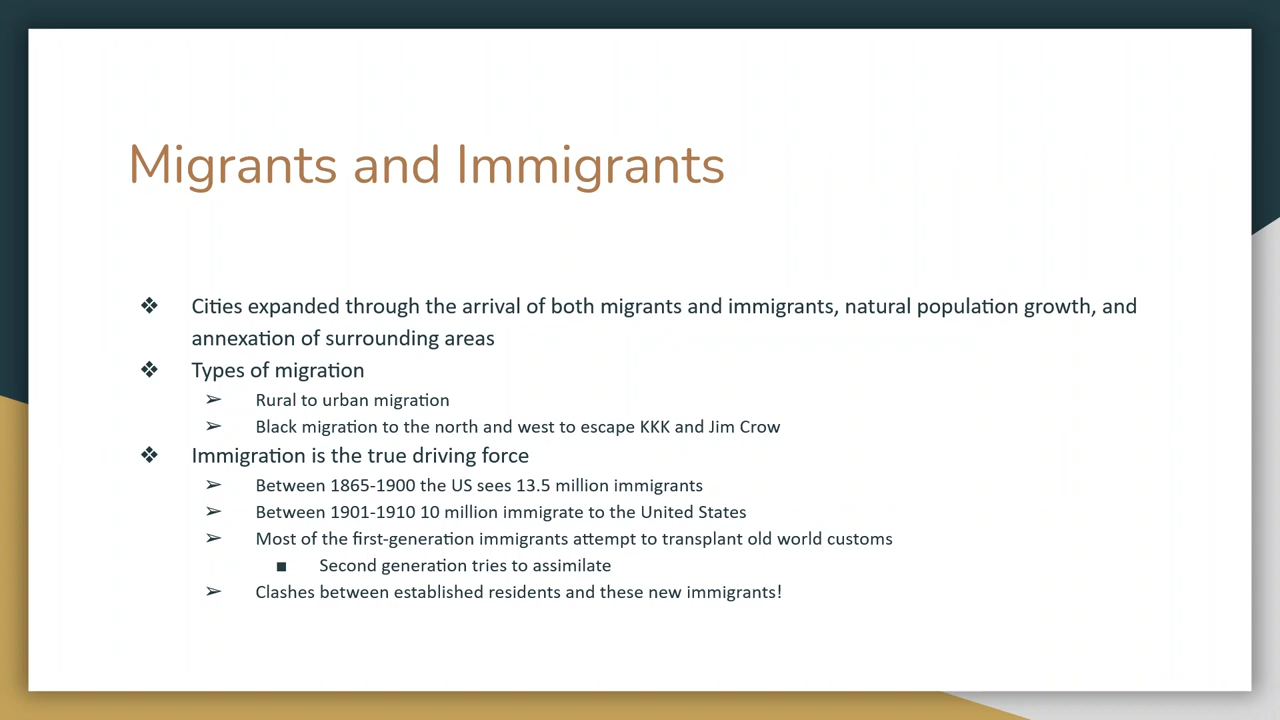 Migrants and Immigrants
❖ Cities expanded through the arrival of both migrants and immigrants, natural population growth, and
annexation of surrounding areas
❖ Types of migration
➢ Rural to urban migration
➢ Black migration to the north and west to escape KKK and Jim Crow
❖ Immigration is the true driving force
➢ Between 1865-1900 the US sees 13.5 million immigrants
➢ Between 1901-1910 10 million immigrate to the United States
➢ Most of the first-generation immigrants attempt to transplant old world customs
■ Second generation tries to assimilate
➢ Clashes between established residents and these new immigrants!